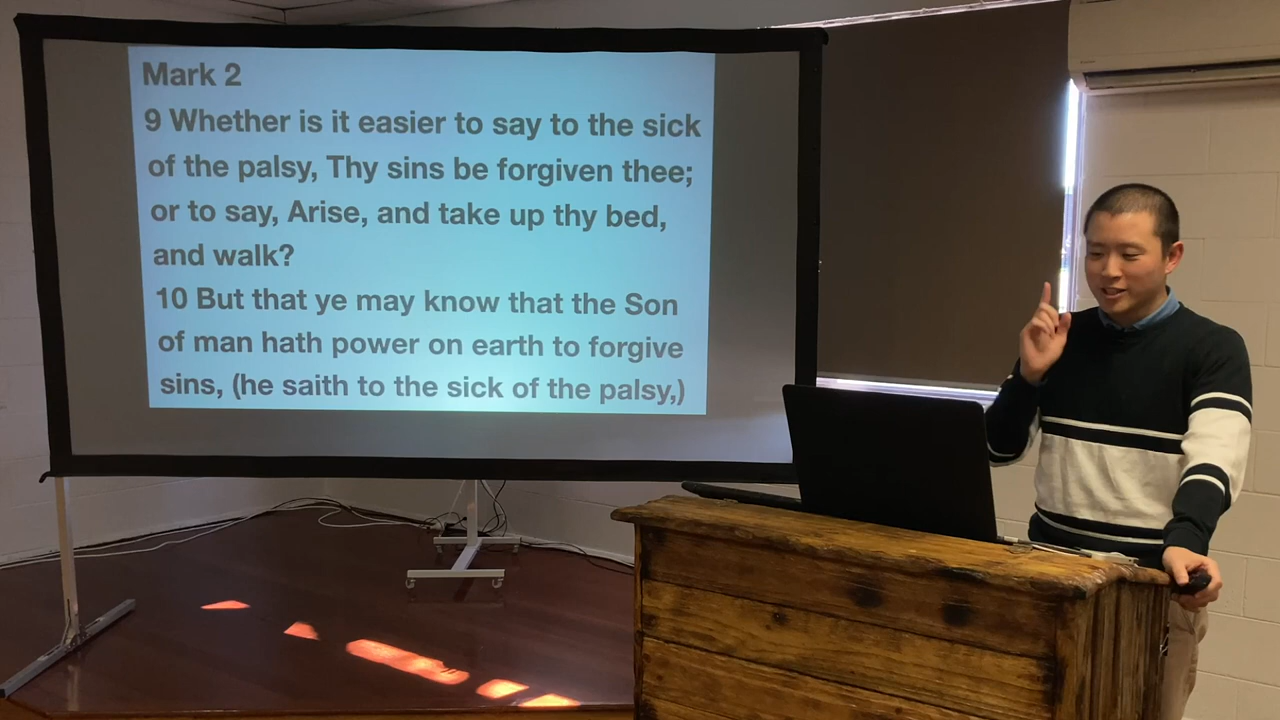 Mark 2
9 Whether is it easier to say to the sick
of the palsy, Thy sins be forgiven thee;
or to say, Arise, and take up thy bed,
and walk?
10 But that ye may know that the Son
of man hath power on earth to forgive
sins, (he saith to the sick of the palsy,)